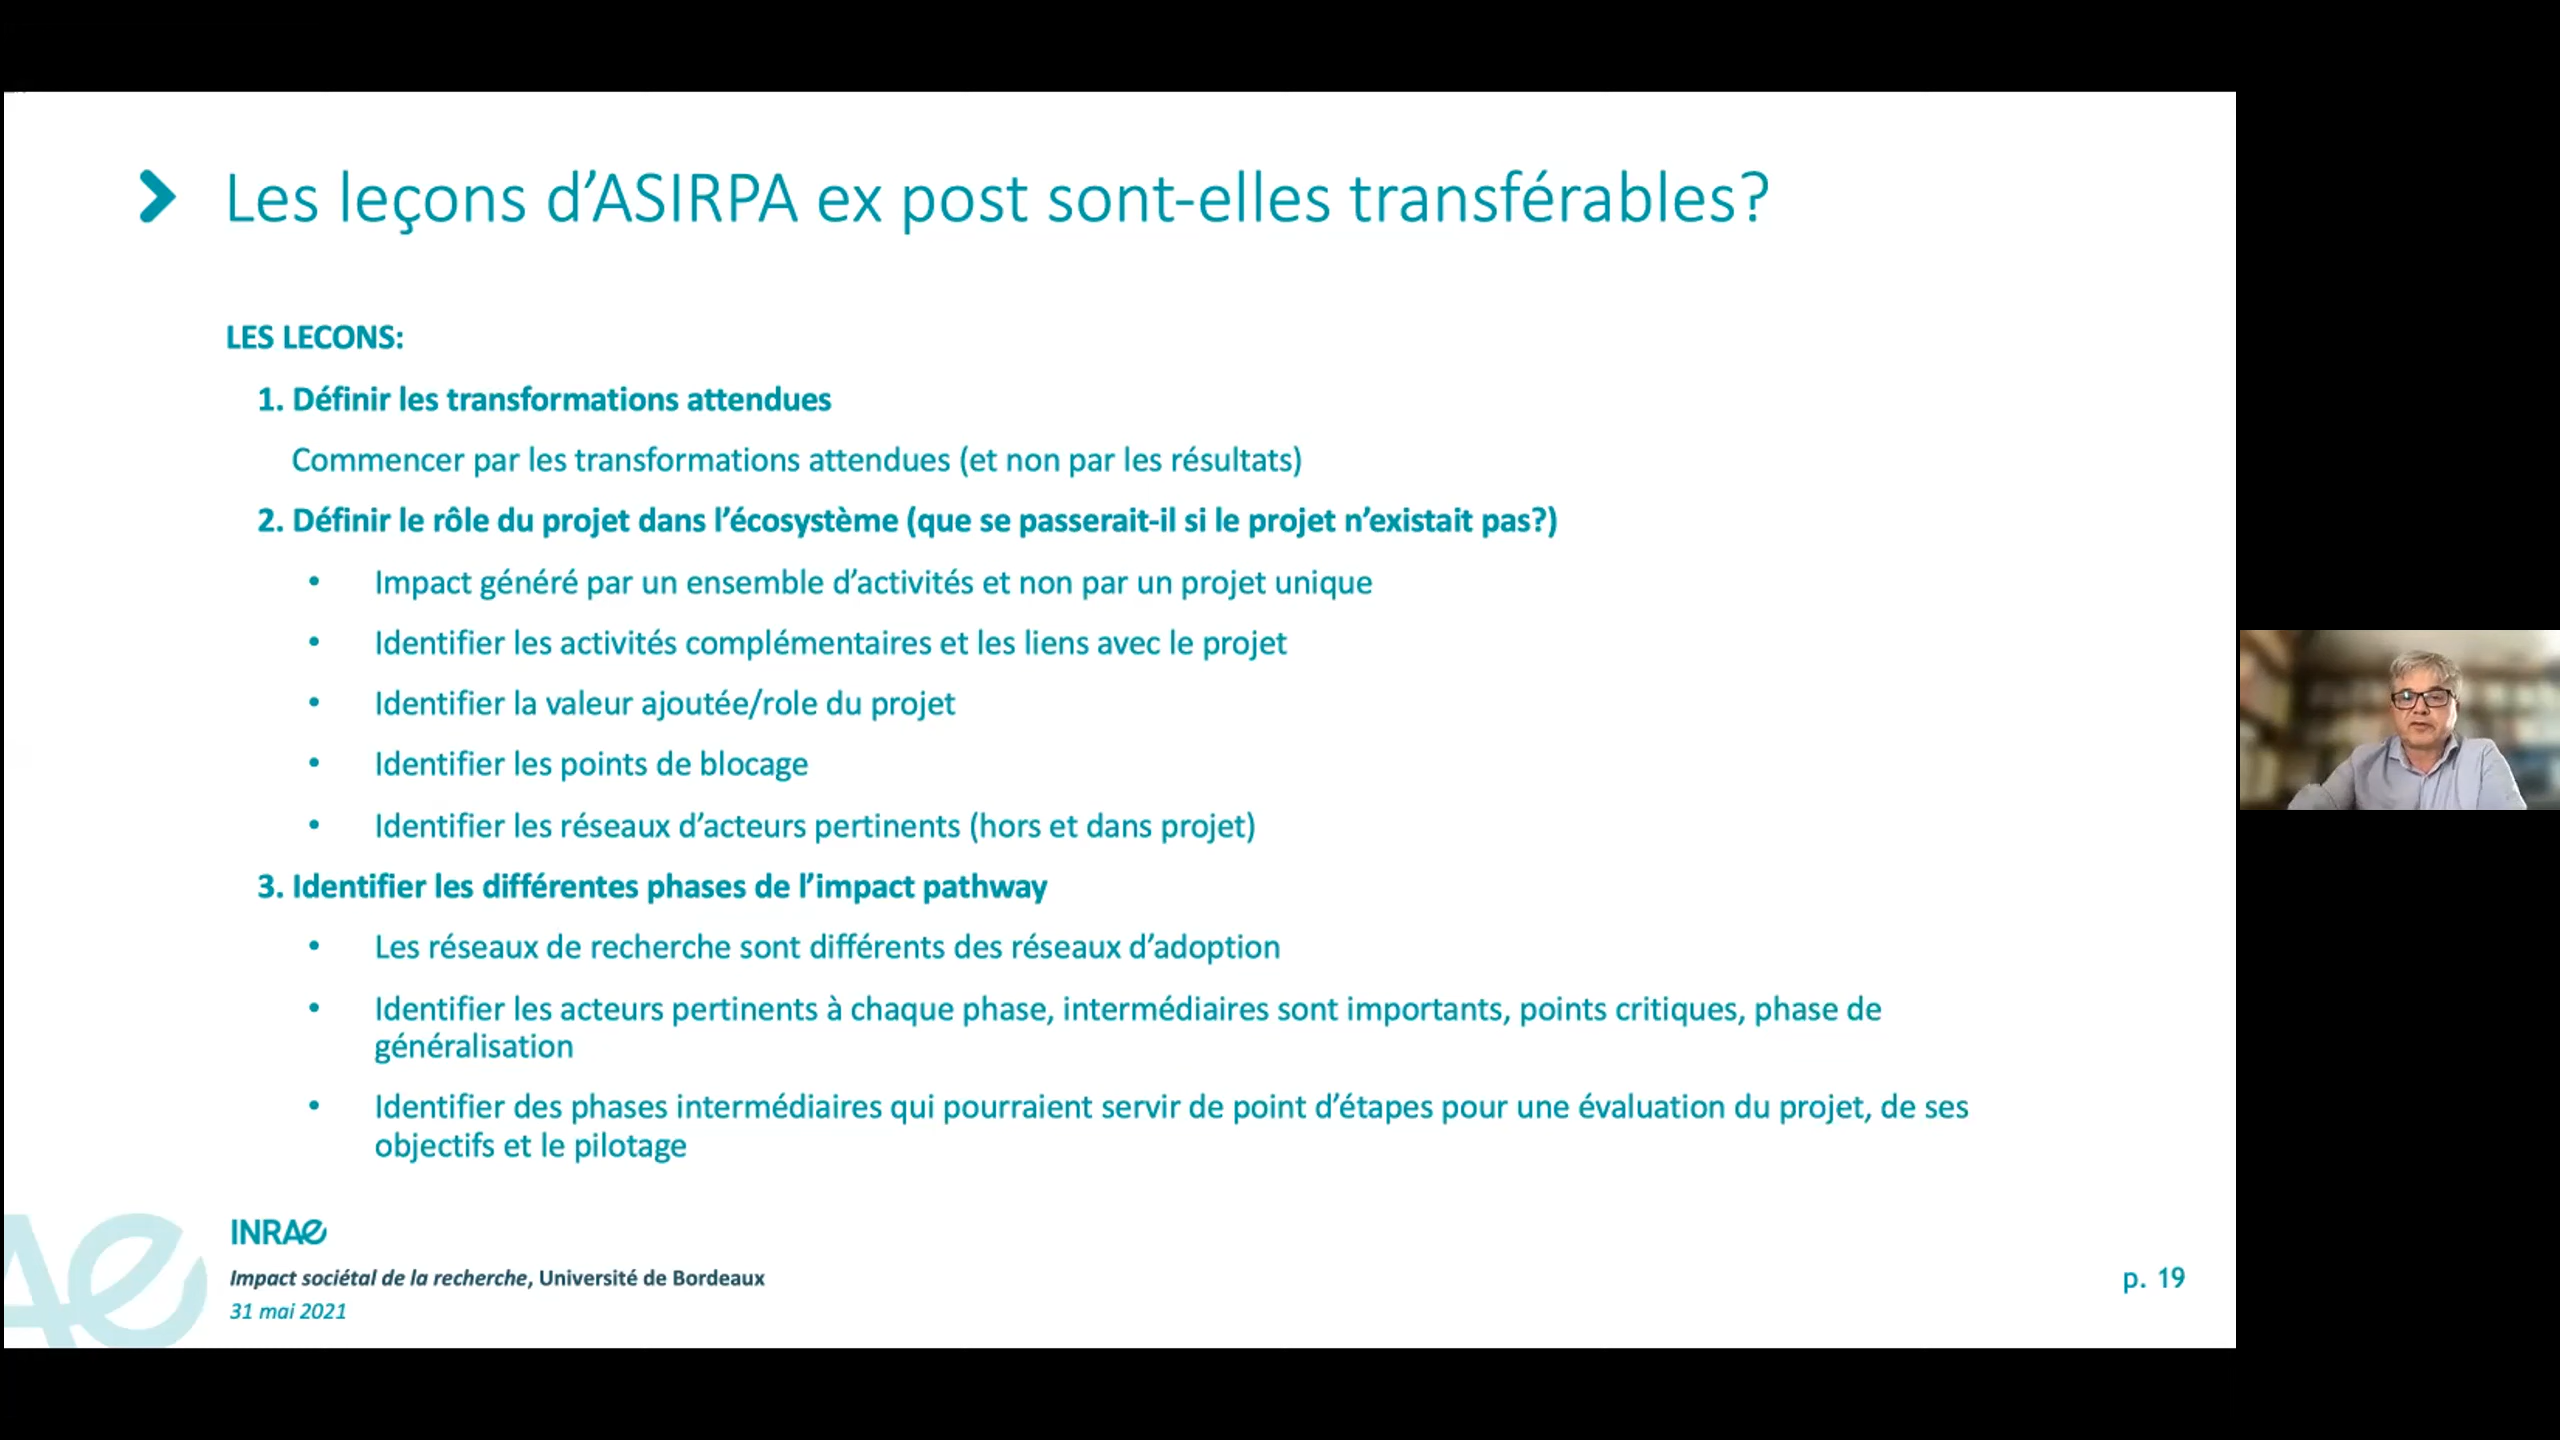 Les leçons d’ASIRPA ex post sont-elles transférables?
LES LECONS:
1. Définir les transformations attendues
Commencer par les transformations attendues (et non par les résultats)
2. Définir le rôle du projet dans l’écosystème (que se passerait-il si le projet n’existait pas?)
• Impact généré par un ensemble d’activités et non par un projet unique
• Identifier les activités complémentaires et les liens avec le projet
• Identifier la valeur ajoutée/role du projet
• Identifier les points de blocage
• Identifier les réseaux d’acteurs pertinents (hors et dans projet)
3. Identifier les différentes phases de l’impact pathway
• Les réseaux de recherche sont différents des réseaux d’adoption
• Identifier les acteurs pertinents à chaque phase, intermédiaires sont importants, points critiques, phase de
généralisation
• Identifier des phases intermédiaires qui pourraient servir de point d’étapes pour une évaluation du projet, de ses
objectifs et le pilotage
INRAE
Impact sociétal de la recherche, Université de Bordeaux
31 mai 2021
p. 19